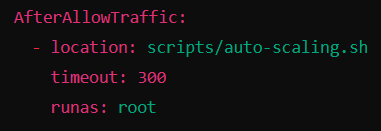 AfterAllowTraffic:
  - location: scripts/auto-scaling.sh
    timeout: 300
    runas: root